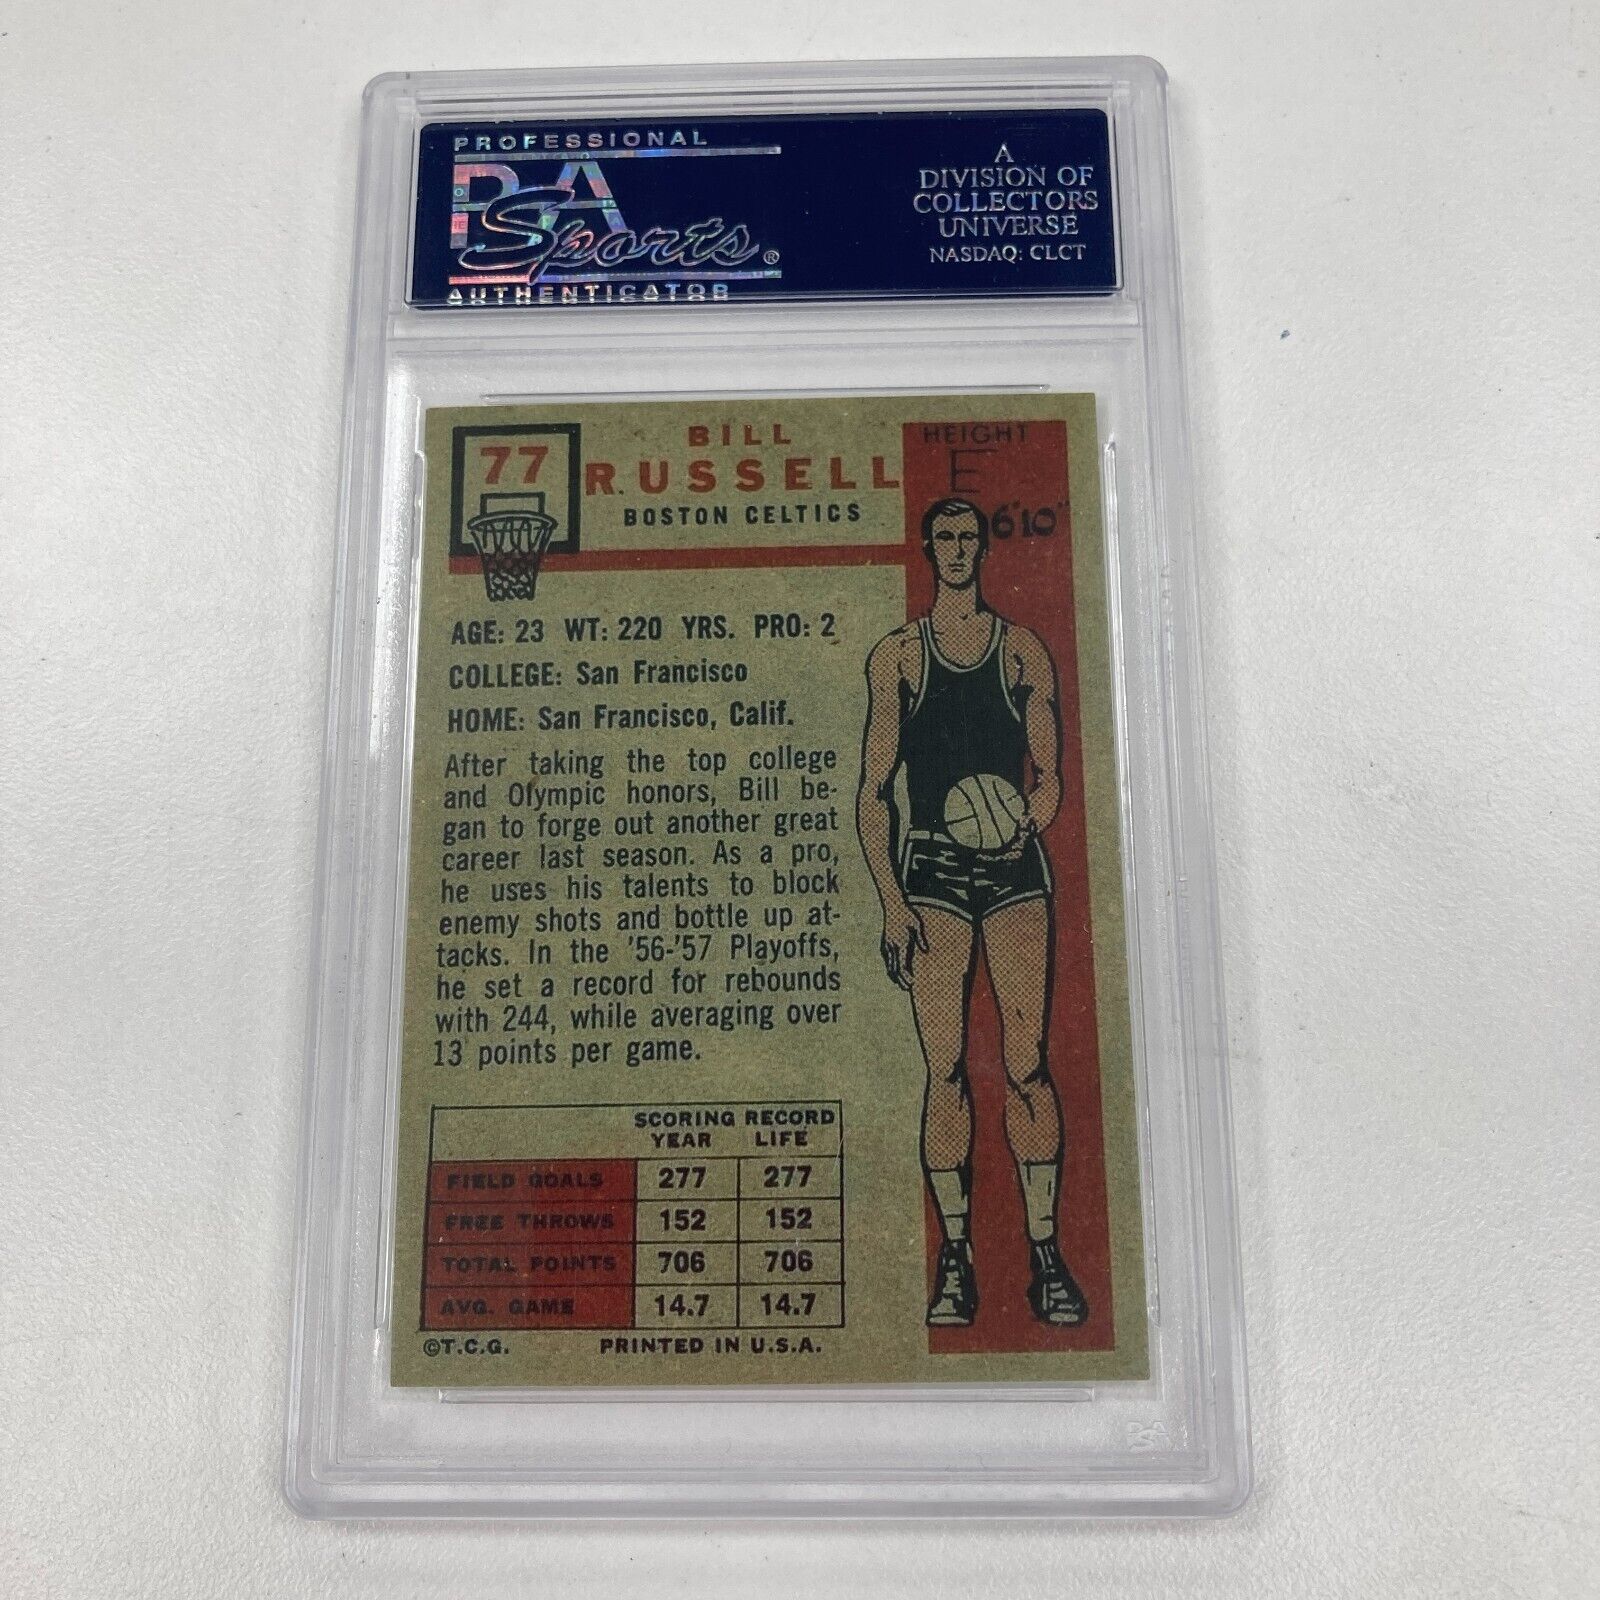 PROFESSIONAL
PSA
Sports®
AUTHENTICATOR
A
DIVISION OF
COLLECTORS
UNIVERSE
NASDAQ: CLCT
77
BILL
RUSSELL
BOSTON CELTICS
HEIGHT
E
6'10"
AGE: 23 WT: 220 YRS. PRO: 2
COLLEGE: San Francisco
HOME: San Francisco, Calif.
After taking the top college
and Olympic honors, Bill be-
gan to forge out another great
career last season. As a pro,
he uses his talents to block
enemy shots and bottle up at-
tacks. In the '56-'57 Playoffs,
he set a record for rebounds
with 244, while averaging over
13 points per game.
SCORING RECORD
YEAR LIFE
FIELD GOALS 277 277
FREE THROWS 152 152
TOTAL POINTS 706 706
AVG. GAME 14.7 14.7
©T.C.G. PRINTED IN U.S.A.
PSA